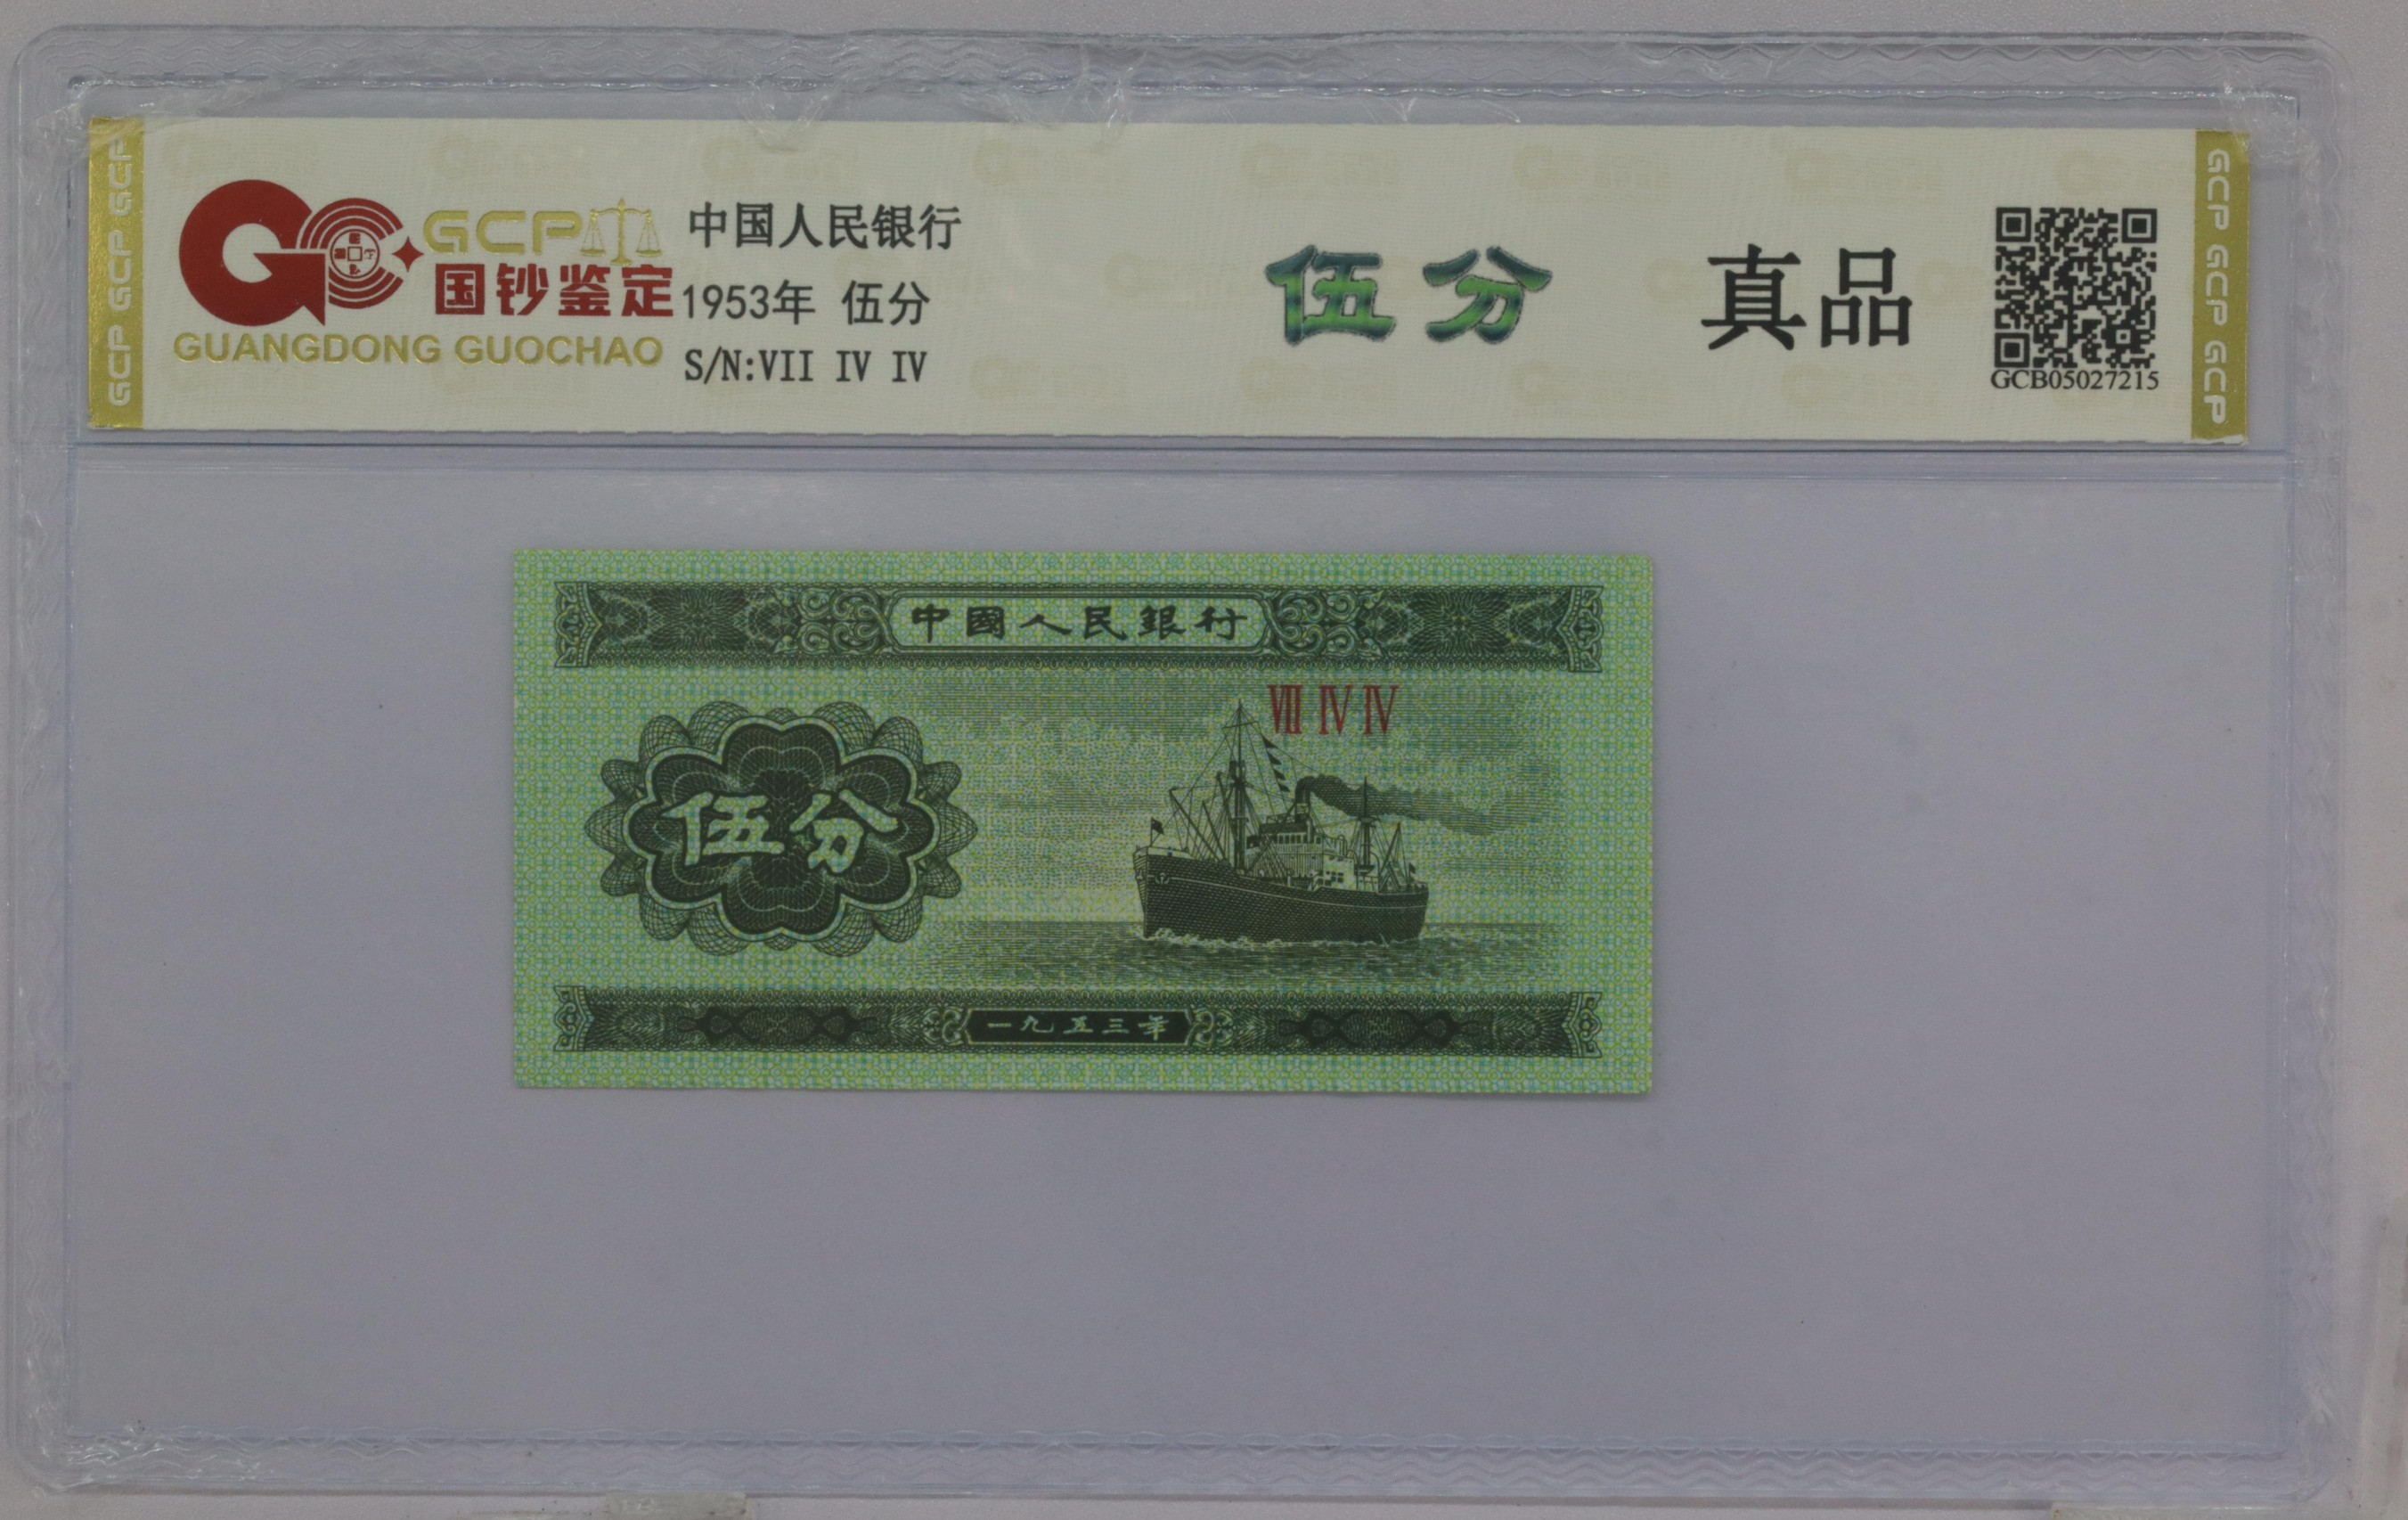 GCP GCP GCP
GCP
国钞鉴定
GUANGDONG GUOCHAO
中国人民银行
1953年 伍分
S/N:VII IV IV
伍分
真品
GCB05027215
GCP GCP GCP
中國人民銀行
VII IV IV
伍分
一九五三年